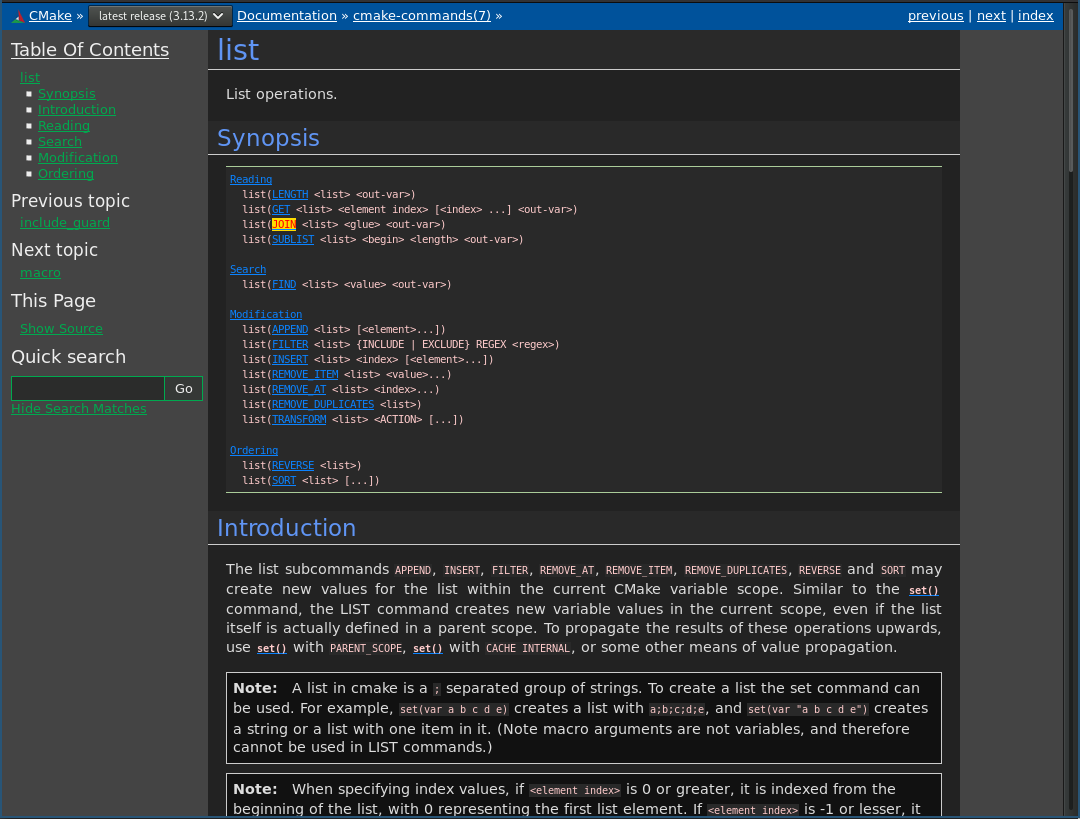 CMake » latest release (3.13.2) Documentation » cmake-commands(7) » previous | next | index
Table Of Contents
list
Synopsis
Introduction
Reading
Search
Modification
Ordering
Previous topic
include_guard
Next topic
macro
This Page
Show Source
Quick search
Go
Hide Search Matches
list
List operations.
Synopsis
Reading
list(LENGTH <list> <out-var>)
list(GET <list> <element index> [<index> ...] <out-var>)
list(JOIN <list> <glue> <out-var>)
list(SUBLIST <list> <begin> <length> <out-var>)
Search
list(FIND <list> <value> <out-var>)
Modification
list(APPEND <list> [<element>...])
list(FILTER <list> {INCLUDE | EXCLUDE} REGEX <regex>)
list(INSERT <list> <index> [<element>...])
list(REMOVE_ITEM <list> <value>...)
list(REMOVE_AT <list> <index>...)
list(REMOVE_DUPLICATES <list>)
list(TRANSFORM <list> <ACTION> [...])
Ordering
list(REVERSE <list>)
list(SORT <list> [...])
Introduction
The list subcommands APPEND, INSERT, FILTER, REMOVE_AT, REMOVE_ITEM, REMOVE_DUPLICATES, REVERSE and SORT may
create new values for the list within the current CMake variable scope. Similar to the set()
command, the LIST command creates new variable values in the current scope, even if the list
itself is actually defined in a parent scope. To propagate the results of these operations upwards,
use set() with PARENT_SCOPE, set() with CACHE INTERNAL, or some other means of value propagation.
Note: A list in cmake is a ; separated group of strings. To create a list the set command can
be used. For example, set(var a b c d e) creates a list with a;b;c;d;e, and set(var "a b c d e") creates
a string or a list with one item in it. (Note macro arguments are not variables, and therefore
cannot be used in LIST commands.)
Note: When specifying index values, if <element index> is 0 or greater, it is indexed from the
beginning of the list, with 0 representing the first list element. If <element index> is -1 or lesser, it